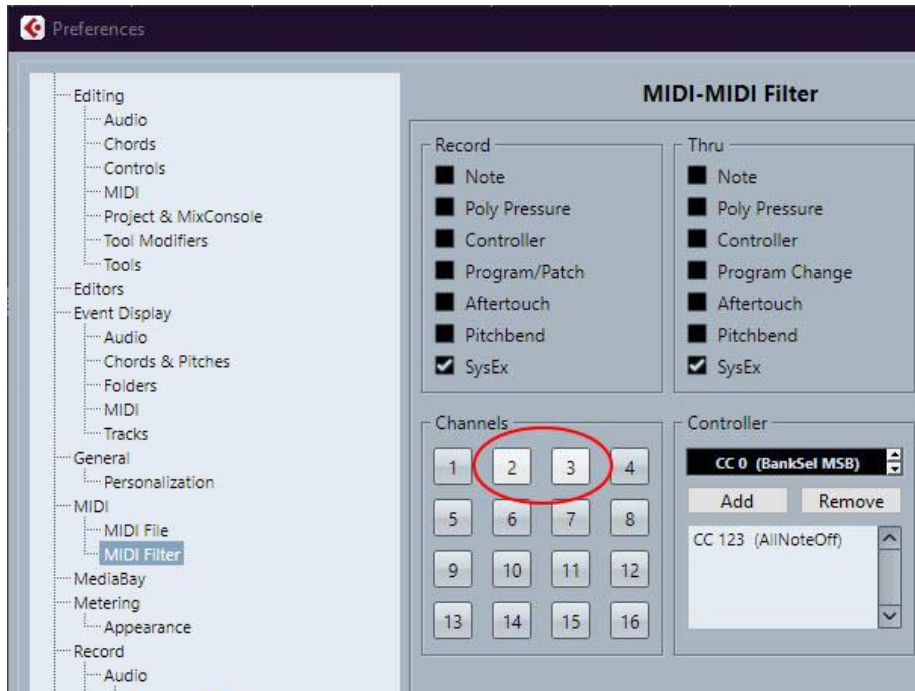 Preferences
Editing
Audio
Chords
Controls
MIDI
Project & MixConsole
Tool Modifiers
Tools
Editors
Event Display
Audio
Chords & Pitches
Folders
MIDI
Tracks
General
Personalization
MIDI
MIDI File
MIDI Filter
MediaBay
Metering
Appearance
Record
Audio
MIDI-MIDI Filter
Record
Note
Poly Pressure
Controller
Program/Patch
Aftertouch
Pitchbend
SysEx
Thru
Note
Poly Pressure
Controller
Program Change
Aftertouch
Pitchbend
SysEx
Channels
1 2 3 4
5 6 7 8
9 10 11 12
13 14 15 16
Controller
CC 0 (BankSel MSB)
Add Remove
CC 123 (AllNoteOff)